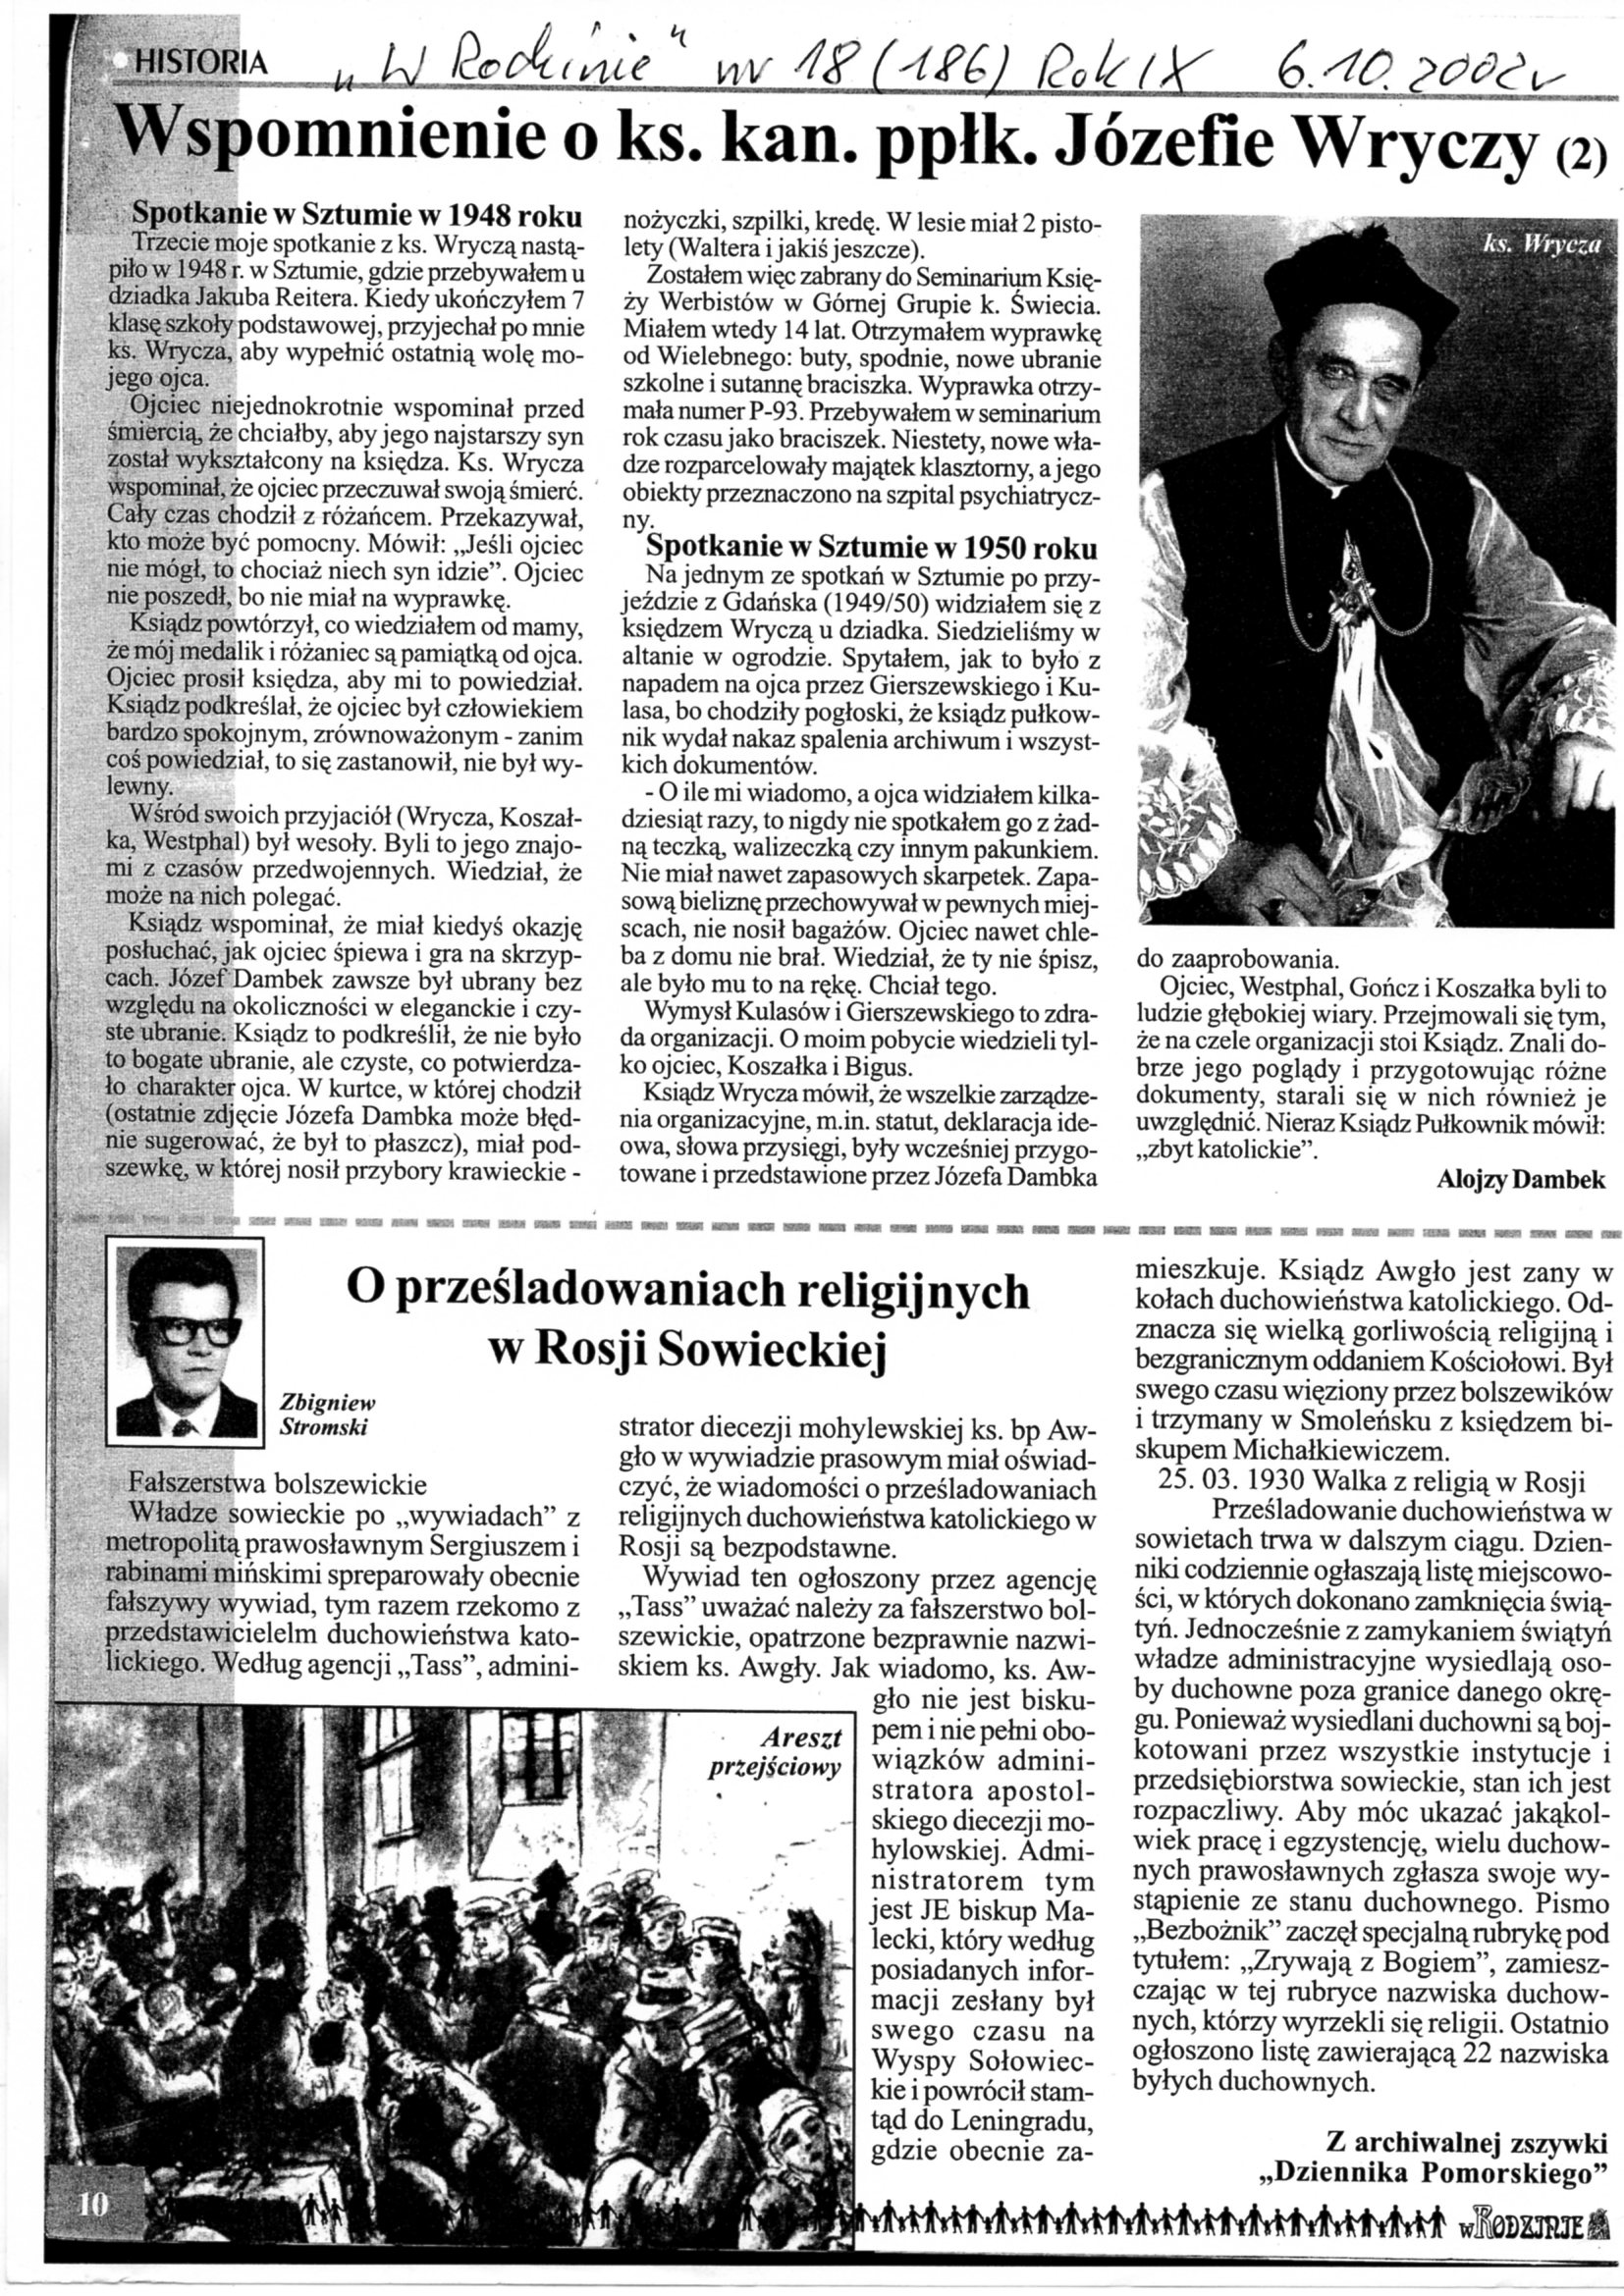 HISTORIA
„W Rodzinie" nr 18 (186) Rok IX 6.10.2002r
Wspomnienie o ks. kan. ppłk. Józefie Wryczy (2)
Spotkanie w Sztumie w 1948 roku
Trzecie moje spotkanie z ks. Wryczą nastą-
piło w 1948 r. w Sztumie, gdzie przebywałem u
dziadka Jakuba Reitera. Kiedy ukończyłem 7
klasę szkoły podstawowej, przyjechał po mnie
ks. Wrycza, aby wypełnić ostatnią wolę mo-
jego ojca.
Ojciec niejednokrotnie wspominał przed
śmiercią, że chciałby, aby jego najstarszy syn
został wykształcony na księdza. Ks. Wrycza
wspominał, że ojciec przeczuwał swoją śmierć.
Cały czas chodził z różańcem. Przekazywał,
kto może być pomocny. Mówił: „Jeśli ojciec
nie mógł, to chociaż niech syn idzie”. Ojciec
nie poszedł, bo nie miał na wyprawkę.
Ksiądz powtórzył, co wiedziałem od mamy,
że mój medalik i różaniec są pamiątką od ojca.
Ojciec prosił księdza, aby mi to powiedział.
Ksiądz podkreślał, że ojciec był człowiekiem
bardzo spokojnym, zrównoważonym - zanim
coś powiedział, to się zastanowił, nie był wy-
lewny.
Wśród swoich przyjaciół (Wrycza, Koszał-
ka, Westphal) był wesoły. Byli to jego znajo-
mi z czasów przedwojennych. Wiedział, że
może na nich polegać.
Ksiądz wspominał, że miał kiedyś okazję
posłuchać, jak ojciec śpiewa i gra na skrzyp-
cach. Józef Dambek zawsze był ubrany bez
względu na okoliczności w eleganckie i czy-
ste ubranie. Ksiądz to podkreślił, że nie było
to bogate ubranie, ale czyste, co potwierdza-
ło charakter ojca. W kurtce, w której chodził
(ostatnie zdjęcie Józefa Dambka może błęd-
nie sugerować, że był to płaszcz), miał pod-
szewkę, w której nosił przybory krawieckie -
nożyczki, szpilki, kredę. W lesie miał 2 pisto-
lety (Waltera i jakiś jeszcze).
Zostałem więc zabrany do Seminarium Księ-
ży Werbistów w Górnej Grupie k. Świecia.
Miałem wtedy 14 lat. Otrzymałem wyprawkę
od Wielebnego: buty, spodnie, nowe ubranie
szkolne i sutannę braciszka. Wyprawka otrzy-
mała numer P-93. Przebywałem w seminarium
rok czasu jako braciszek. Niestety, nowe wła-
dze rozparcelowały majątek klasztorny, a jego
obiekty przeznaczono na szpital psychiatrycz-
ny.
Spotkanie w Sztumie w 1950 roku
Na jednym ze spotkań w Sztumie po przy-
jeździe z Gdańska (1949/50) widziałem się z
księdzem Wryczą u dziadka. Siedzieliśmy w
altanie w ogrodzie. Spytałem, jak to było z
napadem na ojca przez Gierszewskiego i Ku-
lasa, bo chodziły pogłoski, że ksiądz pułkow-
nik wydał nakaz spalenia archiwum i wszyst-
kich dokumentów.
- O ile mi wiadomo, a ojca widziałem kilka-
dziesiąt razy, to nigdy nie spotkałem go z żad-
ną teczką, walizeczką czy innym pakunkiem.
Nie miał nawet zapasowych skarpetek. Zapa-
sową bieliznę przechowywał w pewnych miej-
scach, nie nosił bagażów. Ojciec nawet chle-
ba z domu nie brał. Wiedział, że ty nie śpisz,
ale było mu to na rękę. Chciał tego.
Wymysł Kulasów i Gierszewskiego to zdra-
da organizacji. O moim pobycie wiedzieli tyl-
ko ojciec, Koszałka i Bigus.
Ksiądz Wrycza mówił, że wszelkie zarządze-
nia organizacyjne, m.in. statut, deklaracja ide-
owa, słowa przysięgi, były wcześniej przygo-
towane i przedstawione przez Józefa Dambka
ks. Wrycza
do zaaprobowania.
Ojciec, Westphal, Gończ i Koszałka byli to
ludzie głębokiej wiary. Przejmowali się tym,
że na czele organizacji stoi Ksiądz. Znali do-
brze jego poglądy i przygotowując różne
dokumenty, starali się w nich również je
uwzględnić. Nieraz Ksiądz Pułkownik mówił:
„zbyt katolickie”.
Alojzy Dambek
O prześladowaniach religijnych
w Rosji Sowieckiej
Zbigniew
Stromski
Fałszerstwa bolszewickie
Władze sowieckie po „wywiadach” z
metropolitą prawosławnym Sergiuszem i
rabinami mińskimi spreparowały obecnie
fałszywy wywiad, tym razem rzekomo z
przedstawicielelm duchowieństwa kato-
lickiego. Według agencji „Tass”, admini-
strator diecezji mohylewskiej ks. bp Aw-
gło w wywiadzie prasowym miał oświad-
czyć, że wiadomości o prześladowaniach
religijnych duchowieństwa katolickiego w
Rosji są bezpodstawne.
Wywiad ten ogłoszony przez agencję
„Tass” uważać należy za fałszerstwo bol-
szewickie, opatrzone bezprawnie nazwi-
skiem ks. Awgły. Jak wiadomo, ks. Aw-
gło nie jest bisku-
pem i nie pełni obo-
wiązków admini-
stratora apostol-
skiego diecezji mo-
hylowskiej. Admi-
nistratorem tym
jest JE biskup Ma-
lecki, który według
posiadanych infor-
macji zesłany był
swego czasu na
Wyspy Sołowiec-
kie i powrócił stam-
tąd do Leningradu,
gdzie obecnie za-
Areszt
przejściowy
mieszkuje. Ksiądz Awgło jest zany w
kołach duchowieństwa katolickiego. Od-
znacza się wielką gorliwością religijną i
bezgranicznym oddaniem Kościołowi. Był
swego czasu więziony przez bolszewików
i trzymany w Smoleńsku z księdzem bi-
skupem Michałkiewiczem.
25. 03. 1930 Walka z religią w Rosji
Prześladowanie duchowieństwa w
sowietach trwa w dalszym ciągu. Dzien-
niki codziennie ogłaszają listę miejscowo-
ści, w których dokonano zamknięcia świą-
tyń. Jednocześnie z zamykaniem świątyń
władze administracyjne wysiedlają oso-
by duchowne poza granice danego okrę-
gu. Ponieważ wysiedlani duchowni są boj-
kotowani przez wszystkie instytucje i
przedsiębiorstwa sowieckie, stan ich jest
rozpaczliwy. Aby móc ukazać jakąkol-
wiek pracę i egzystencję, wielu duchow-
nych prawosławnych zgłasza swoje wy-
stąpienie ze stanu duchownego. Pismo
„Bezbożnik” zaczęł specjalną rubrykę pod
tytułem: „Zrywają z Bogiem”, zamiesz-
czając w tej rubryce nazwiska duchow-
nych, którzy wyrzekli się religii. Ostatnio
ogłoszono listę zawierającą 22 nazwiska
byłych duchownych.
Z archiwalnej zszywki
„Dziennika Pomorskiego”
10
wRODZINIE